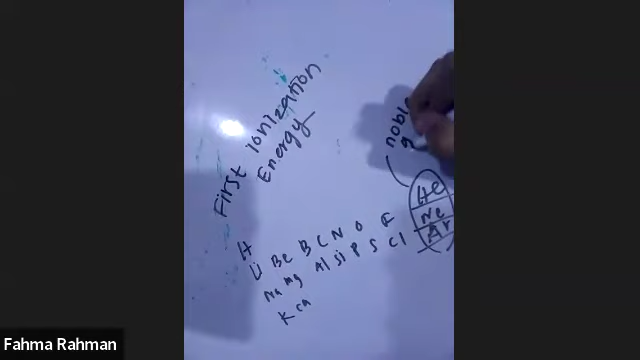 First Ionization
Energy
noble
g
H
He
Li Be B C N O F
Ne
Na Mg Al Si P S Cl
Ar
K Ca
Fahma Rahman